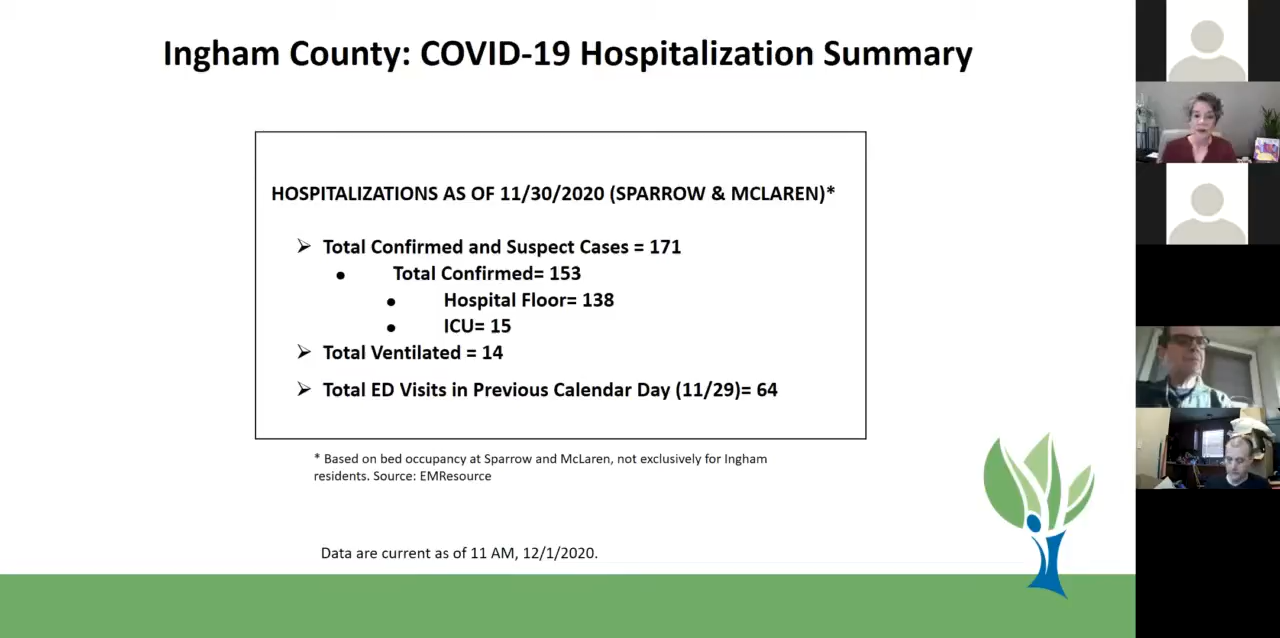 Ingham County: COVID-19 Hospitalization Summary
HOSPITALIZATIONS AS OF 11/30/2020 (SPARROW & MCLAREN)*
➢ Total Confirmed and Suspect Cases = 171
● Total Confirmed= 153
● Hospital Floor= 138
● ICU= 15
➢ Total Ventilated = 14
➢ Total ED Visits in Previous Calendar Day (11/29)= 64
* Based on bed occupancy at Sparrow and McLaren, not exclusively for Ingham
residents. Source: EMResource
Data are current as of 11 AM, 12/1/2020.